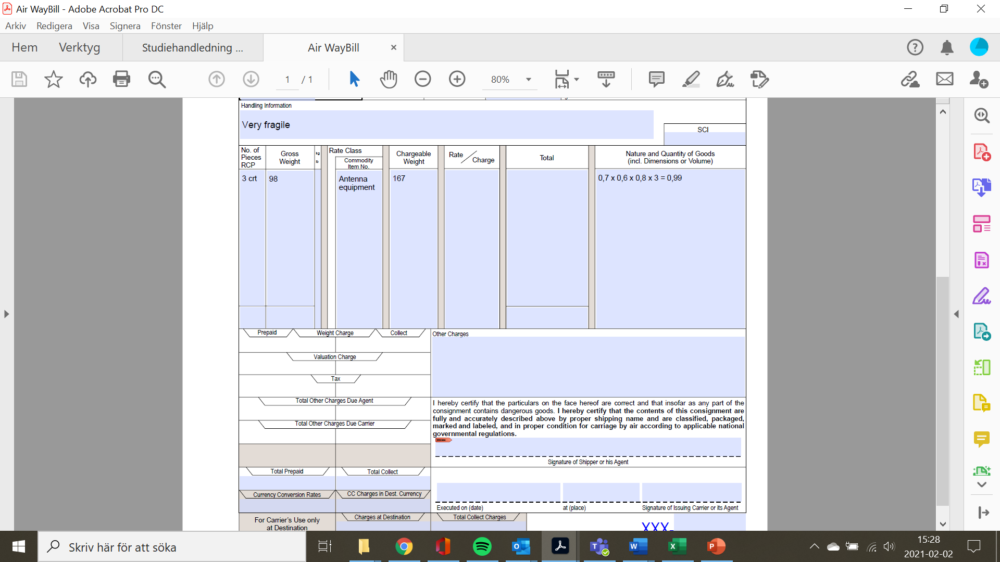 Air WayBill - Adobe Acrobat Pro DC
Arkiv Redigera Visa Signera Fönster Hjälp
Hem Verktyg Studiehandledning ... Air WayBill ×
1 / 1 80%
Handling Information
Very fragile
SCI
No. of Pieces RCP
Gross Weight
kg
lb
Rate Class
Commodity Item No.
Chargeable Weight
Rate / Charge
Total
Nature and Quantity of Goods
(incl. Dimensions or Volume)
3 crt 98 Antenna equipment 167 0,7 x 0,6 x 0,8 x 3 = 0,99
Prepaid Weight Charge Collect
Other Charges
Valuation Charge
Tax
Total Other Charges Due Agent
I hereby certify that the particulars on the face hereof are correct and that insofar as any part of the
consignment contains dangerous goods. I hereby certify that the contents of this consignment are
fully and accurately described above by proper shipping name and are classified, packaged,
marked and labeled, and in proper condition for carriage by air according to applicable national
governmental regulations.
Total Other Charges Due Carrier
Signature of Shipper or his Agent
Total Prepaid Total Collect
Currency Conversion Rates CC Charges in Dest. Currency
Executed on (date) at (place) Signature of Issuing Carrier or its Agent
For Carrier's Use only
at Destination
Charges at Destination Total Collect Charges
XXX-
Skriv här för att söka
15:28
2021-02-02